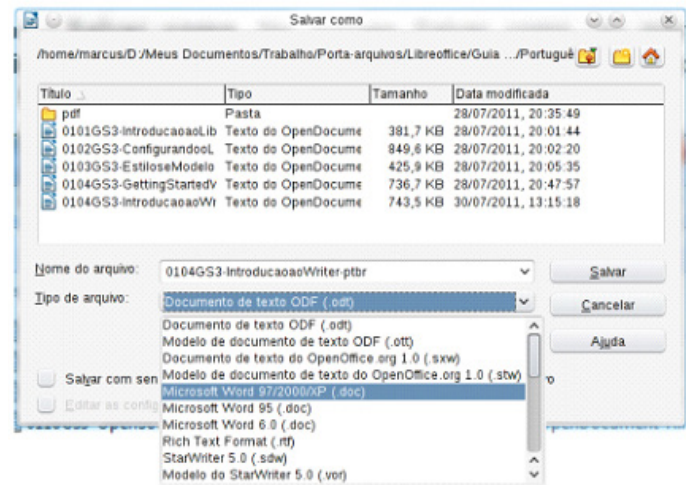 Salvar como
/home/marcus/D:/Meus Documentos/Trabalho/Porta-arquivos/Libreoffice/Guia .../Portuguê
Título Tipo Tamanho Data modificada
pdf Pasta 28/07/2011, 20:35:49
0101GS3-IntroducaoaoLib Texto do OpenDocume 381,7 KB 28/07/2011, 20:01:44
0102GS3-ConfigurandooL Texto do OpenDocume 849,6 KB 28/07/2011, 20:02:20
0103GS3-EstiloseModelo Texto do OpenDocume 425,9 KB 28/07/2011, 20:05:35
0104GS3-GettingStartedV Texto do OpenDocume 736,7 KB 28/07/2011, 20:47:57
0104GS3-IntroducaoaoWr Texto do OpenDocume 743,5 KB 30/07/2011, 13:15:18
Nome do arquivo: 0104GS3-IntroducaoaoWriter-ptbr Salvar
Tipo de arquivo: Documento de texto ODF (.odt) Cancelar
Documento de texto ODF (.odt)
Modelo de documento de texto ODF (.ott) Ajuda
Documento de texto do OpenOffice.org 1.0 (.sxw)
Modelo de documento de texto do OpenOffice.org 1.0 (.stw)
Salvar com sen
Microsoft Word 97/2000/XP (.doc)
Editar as config
Microsoft Word 95 (.doc)
Microsoft Word 6.0 (.doc)
Rich Text Format (.rtf)
StarWriter 5.0 (.sdw)
Modelo do StarWriter 5.0 (.vor)